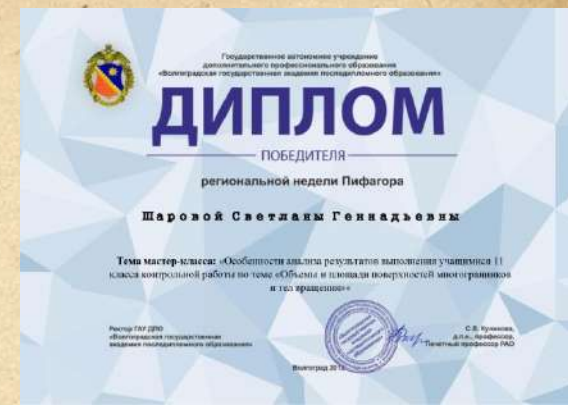 Государственное автономное учреждение
дополнительного профессионального образования
«Волгоградская государственная академия последипломного образования»
ДИПЛОМ
ПОБЕДИТЕЛЯ
региональной недели Пифагора
Шаровой Светланы Геннадьевны
Тема мастер-класса: «Особенности анализа результатов выполнения учащимися 11
класса контрольной работы по теме «Объемы и площади поверхностей многогранников
и тел вращения»»
Ректор ГАУ ДПО
«Волгоградская государственная
академия последипломного образования»
С.В. Куликова,
д.п.н., профессор,
Почетный профессор РАО
Волгоград